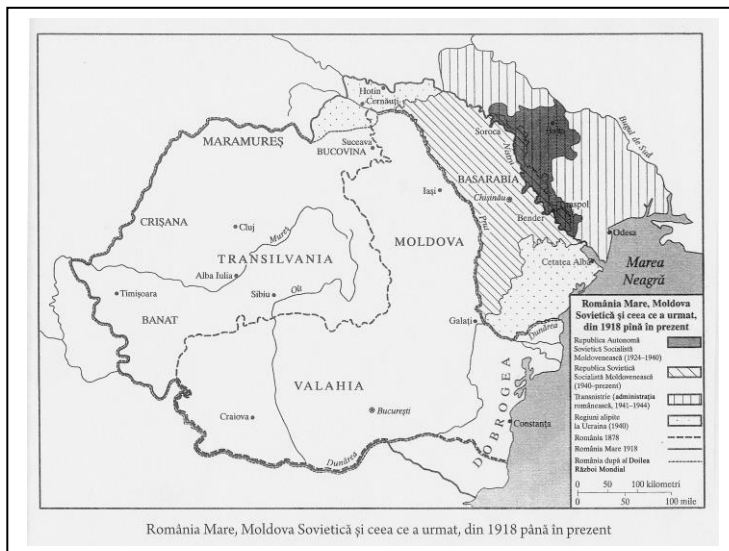 Hotin
Cernăuți
Suceava
BUCOVINA
MARAMUREȘ
Soroca
Nistru
Bugul de Sud
BASARABIA
Iași
Chișinău
CRIȘANA
Cluj
Mureș
MOLDOVA
Prut
Bender
Odesa
TRANSILVANIA
Alba Iulia
Cetatea Albă
Marea
Neagră
Timișoara
Sibiu
Olt
BANAT
Galați
Dunărea
VALAHIA
DOBROGEA
Craiova
București
Constanța
Dunărea
România Mare, Moldova
Sovietică și ceea ce a urmat,
din 1918 pînă în prezent
Republica Autonomă
Sovietică Socialistă
Moldovenească (1924–1940)
Republica Sovietică
Socialistă Moldovenească
(1940–prezent)
Transnistrie (administrația
românească, 1941–1944)
Regiuni alipite
la Ucraina (1940)
România 1878
România Mare 1918
România după al Doilea
Război Mondial
0 50 100 kilometri
0 50 100 mile
România Mare, Moldova Sovietică și ceea ce a urmat, din 1918 până în prezent